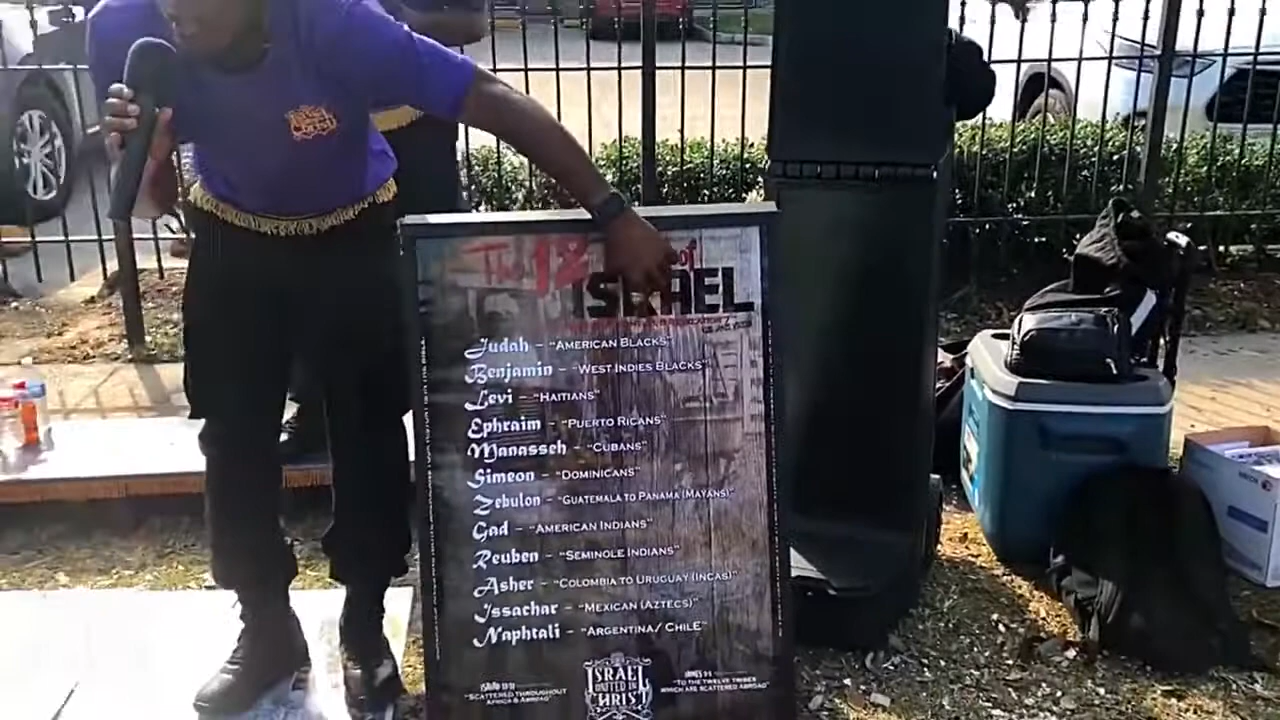 The 12 of
ISRAEL
Judah – "AMERICAN BLACKS"
Benjamin – "WEST INDIES BLACKS"
Levi – "HAITIANS"
Ephraim – "PUERTO RICANS"
Manasseh – "CUBANS"
Simeon – "DOMINICANS"
Zebulon – "GUATEMALA TO PANAMA (MAYANS)"
Gad – "AMERICAN INDIANS"
Reuben – "SEMINOLE INDIANS"
Asher – "COLOMBIA TO URUGUAY (INCAS)"
Issachar – "MEXICAN (AZTECS)"
Naphtali – "ARGENTINA/ CHILE"
"SCATTERED THROUGHOUT
AFRICA & ABROAD"
ISRAEL
UNITED IN
CHRIST
JAMES 1:1
"TO THE TWELVE TRIBES
WHICH ARE SCATTERED ABROAD"